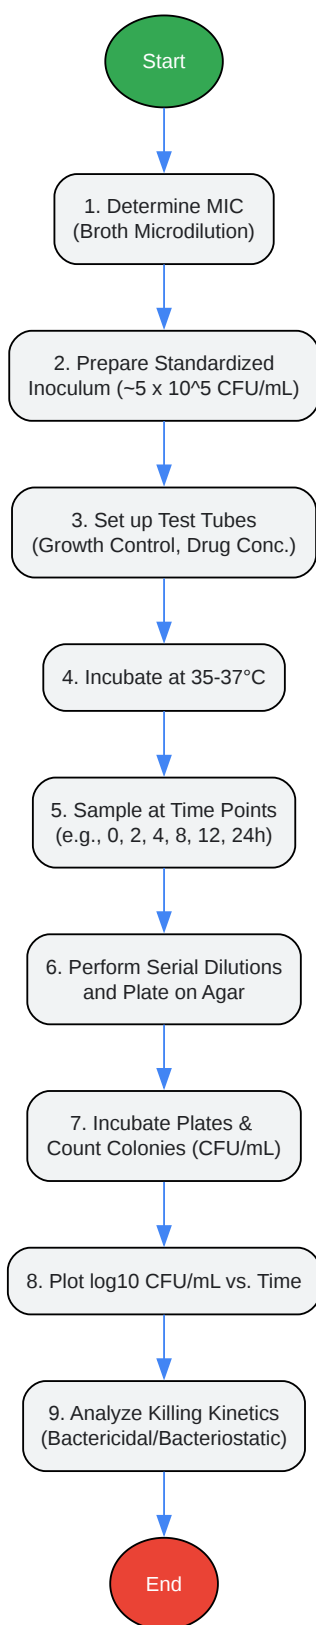 Start
1. Determine MIC
(Broth Microdilution)
2. Prepare Standardized
Inoculum (~5 x 10^5 CFU/mL)
3. Set up Test Tubes
(Growth Control, Drug Conc.)
4. Incubate at 35-37°C
5. Sample at Time Points
(e.g., 0, 2, 4, 8, 12, 24h)
6. Perform Serial Dilutions
and Plate on Agar
7. Incubate Plates &
Count Colonies (CFU/mL)
8. Plot log10 CFU/mL vs. Time
9. Analyze Killing Kinetics
(Bactericidal/Bacteriostatic)
End